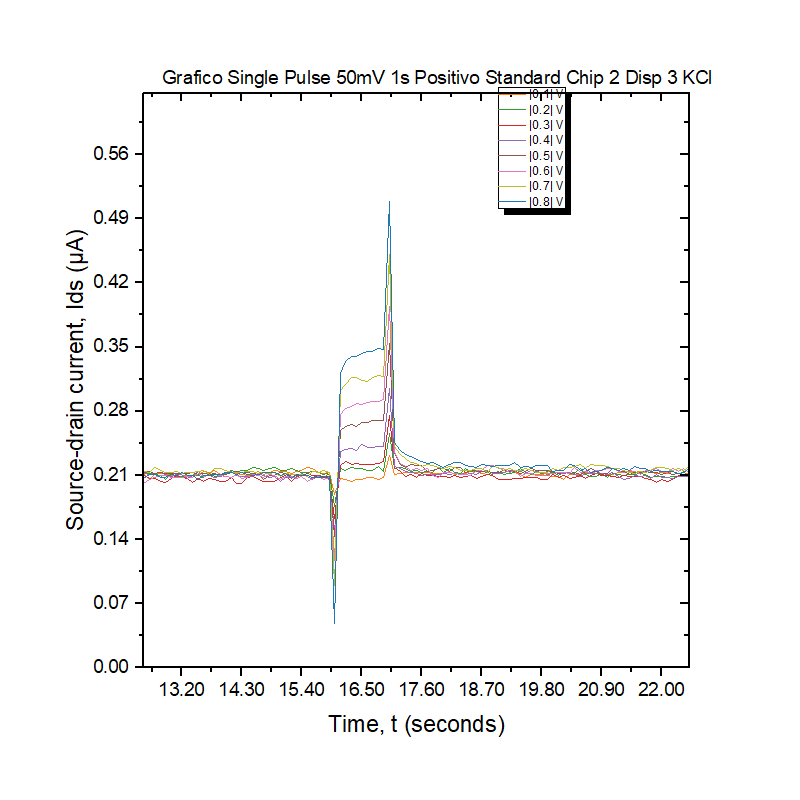 Grafico Single Pulse 50mV 1s Positivo Standard Chip 2 Disp 3 KCl
|0.1| V
|0.2| V
|0.3| V
|0.4| V
|0.5| V
|0.6| V
|0.7| V
|0.8| V
0.56
0.49
0.42
0.35
0.28
0.21
0.14
0.07
0.00
Source-drain current, Ids (µA)
13.20 14.30 15.40 16.50 17.60 18.70 19.80 20.90 22.00
Time, t (seconds)